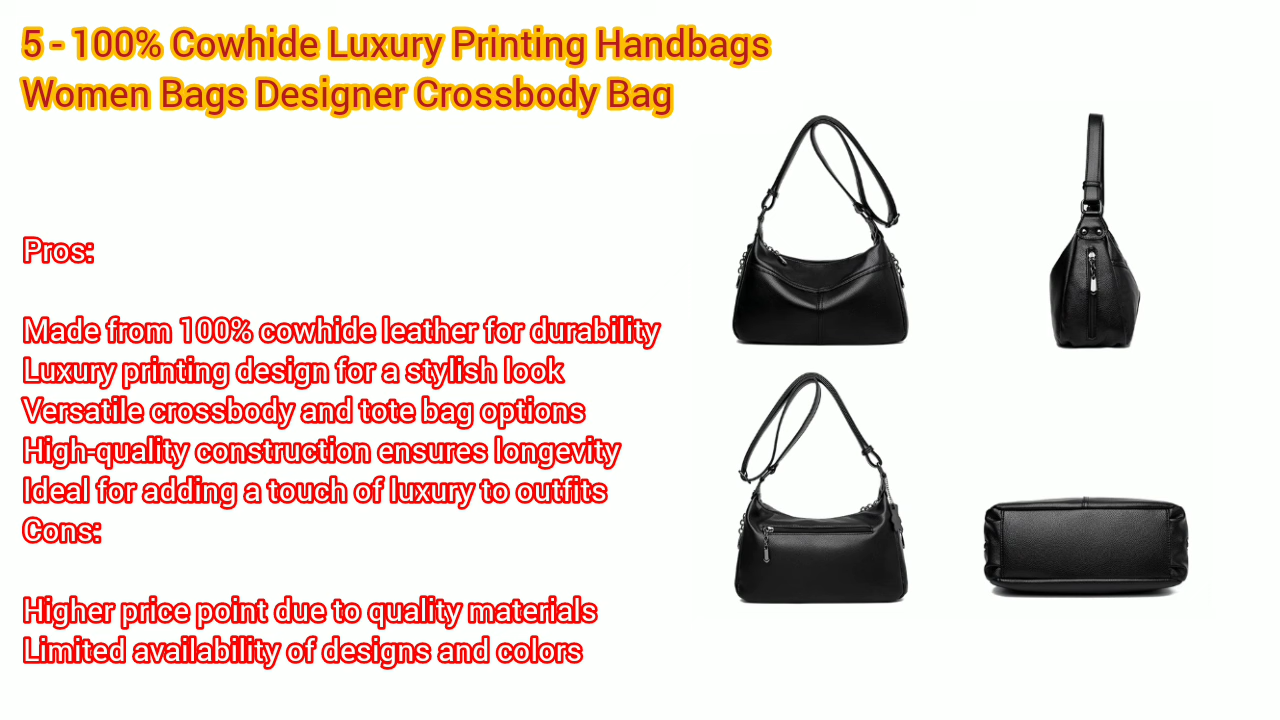 5 - 100% Cowhide Luxury Printing Handbags
Women Bags Designer Crossbody Bag
Pros:
Made from 100% cowhide leather for durability
Luxury printing design for a stylish look
Versatile crossbody and tote bag options
High-quality construction ensures longevity
Ideal for adding a touch of luxury to outfits
Cons:
Higher price point due to quality materials
Limited availability of designs and colors